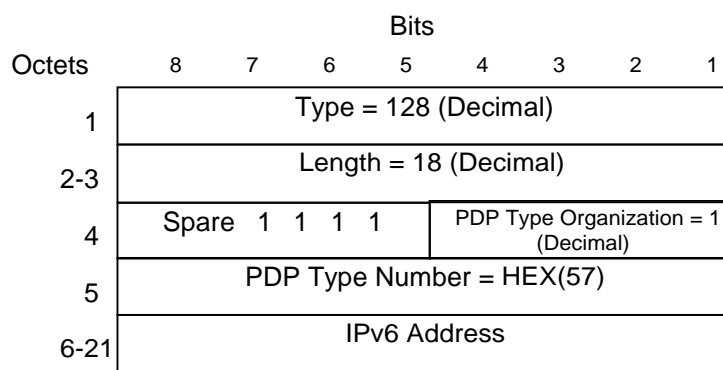 Bits
Octets 8 7 6 5 4 3 2 1
1 Type = 128 (Decimal)
2-3 Length = 18 (Decimal)
4 Spare 1 1 1 1 PDP Type Organization = 1
(Decimal)
5 PDP Type Number = HEX(57)
6-21 IPv6 Address